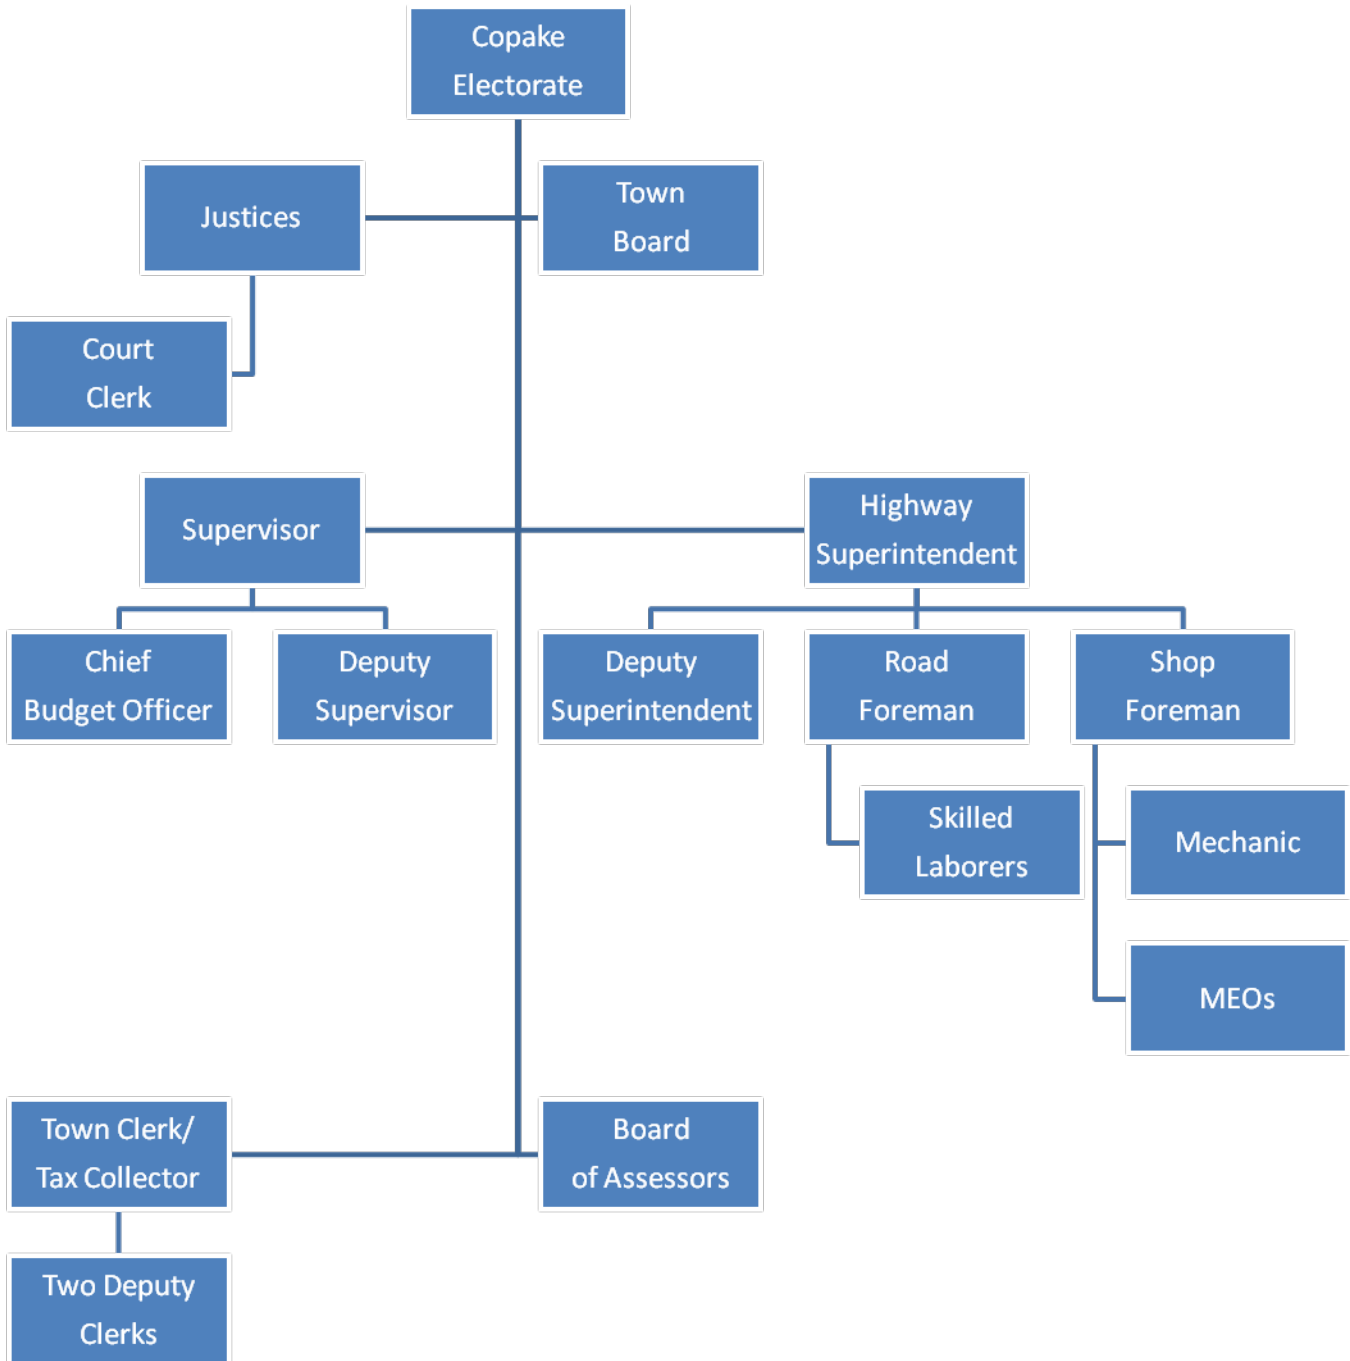 Copake
Electorate
Justices
Town
Board
Court
Clerk
Supervisor
Highway
Superintendent
Chief
Budget Officer
Deputy
Supervisor
Deputy
Superintendent
Road
Foreman
Shop
Foreman
Skilled
Laborers
Mechanic
MEOs
Town Clerk/
Tax Collector
Board
of Assessors
Two Deputy
Clerks